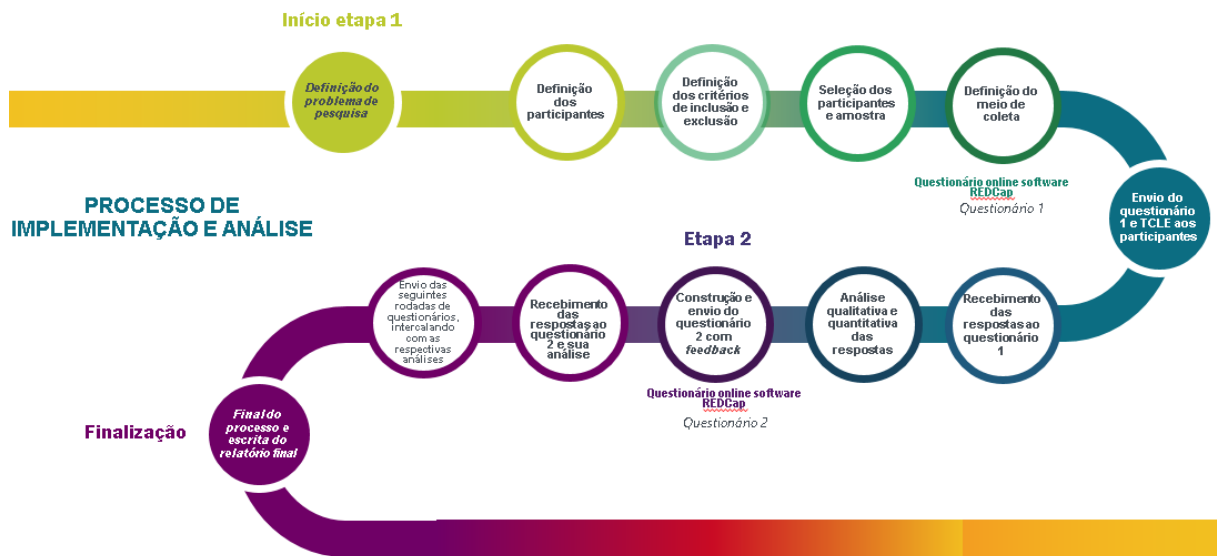 Início etapa 1
Definição do
problema de
pesquisa
Definição
dos
participantes
Definição
dos critérios
de inclusão e
exclusão
Seleção dos
participantes
e amostra
Definição do
meio de
coleta
Questionário online software
REDCap
Questionário 1
Envio do
questionário
1 e TCLE aos
participantes
PROCESSO DE
IMPLEMENTAÇÃO E ANÁLISE
Etapa 2
Recebimento
das
respostas ao
questionário
1
Análise
qualitativa e
quantitativa
das
respostas
Construção e
envio do
questionário
2 com
feedback
Questionário online software
REDCap
Questionário 2
Recebimento
das
respostas ao
questionário
2 e sua
análise
Envio das
seguintes
rodadas de
questionários,
intercalando
com as
respectivas
análises
Finalização
Final do
processo e
escrita do
relatório final